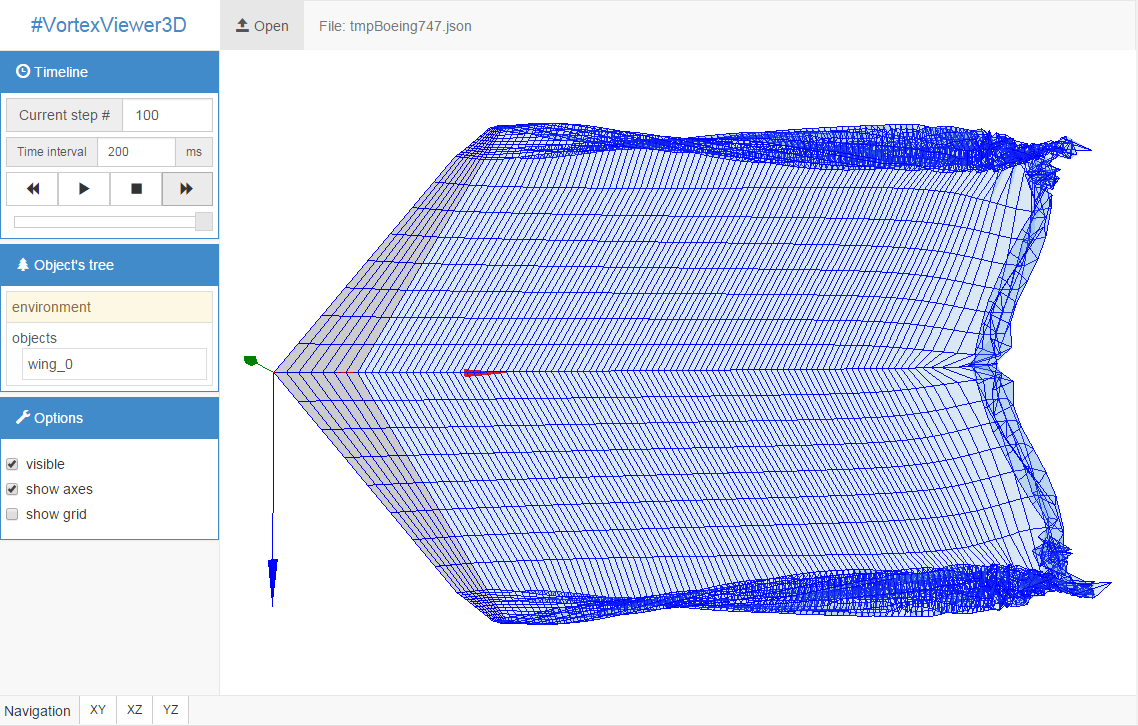 #VortexViewer3D
Open
File: tmpBoeing747.json
Timeline
Current step # 100
Time interval 200 ms
Object's tree
environment
objects
wing_0
Options
visible
show axes
show grid
Navigation XY XZ YZ